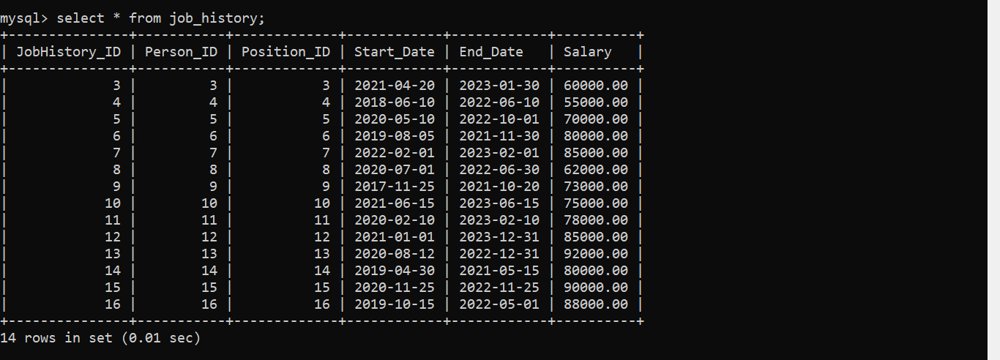 mysql> select * from job_history;
+---------------+-----------+-------------+------------+------------+----------+
| JobHistory_ID | Person_ID | Position_ID | Start_Date | End_Date   | Salary   |
+---------------+-----------+-------------+------------+------------+----------+
|             3 |         3 |           3 | 2021-04-20 | 2023-01-30 | 60000.00 |
|             4 |         4 |           4 | 2018-06-10 | 2022-06-10 | 55000.00 |
|             5 |         5 |           5 | 2020-05-10 | 2022-10-01 | 70000.00 |
|             6 |         6 |           6 | 2019-08-05 | 2021-11-30 | 80000.00 |
|             7 |         7 |           7 | 2022-02-01 | 2023-02-01 | 85000.00 |
|             8 |         8 |           8 | 2020-07-01 | 2022-06-30 | 62000.00 |
|             9 |         9 |           9 | 2017-11-25 | 2021-10-20 | 73000.00 |
|            10 |        10 |          10 | 2021-06-15 | 2023-06-15 | 75000.00 |
|            11 |        11 |          11 | 2020-02-10 | 2023-02-10 | 78000.00 |
|            12 |        12 |          12 | 2021-01-01 | 2023-12-31 | 85000.00 |
|            13 |        13 |          13 | 2020-08-12 | 2022-12-31 | 92000.00 |
|            14 |        14 |          14 | 2019-04-30 | 2021-05-15 | 80000.00 |
|            15 |        15 |          15 | 2020-11-25 | 2022-11-25 | 90000.00 |
|            16 |        16 |          16 | 2019-10-15 | 2022-05-01 | 88000.00 |
+---------------+-----------+-------------+------------+------------+----------+
14 rows in set (0.01 sec)